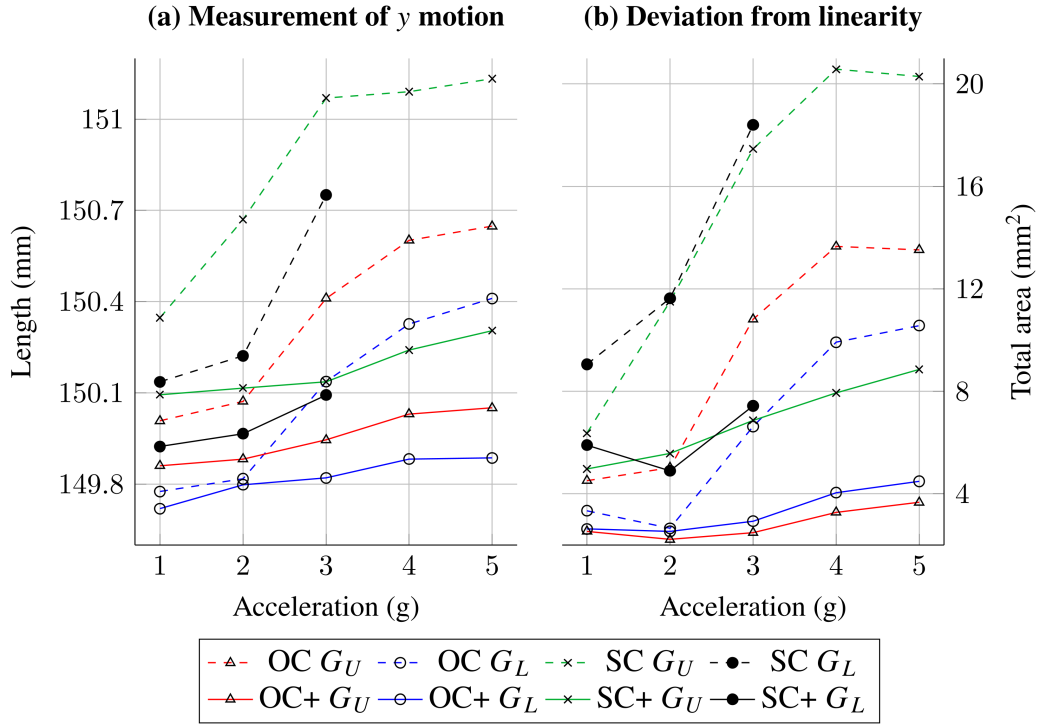 (a) Measurement of y motion
(b) Deviation from linearity
151
150.7
150.4
150.1
149.8
Length (mm)
1 2 3 4 5
Acceleration (g)
20
16
12
8
4
Total area (mm²)
1 2 3 4 5
Acceleration (g)
OC G_U OC G_L SC G_U SC G_L
OC+ G_U OC+ G_L SC+ G_U SC+ G_L